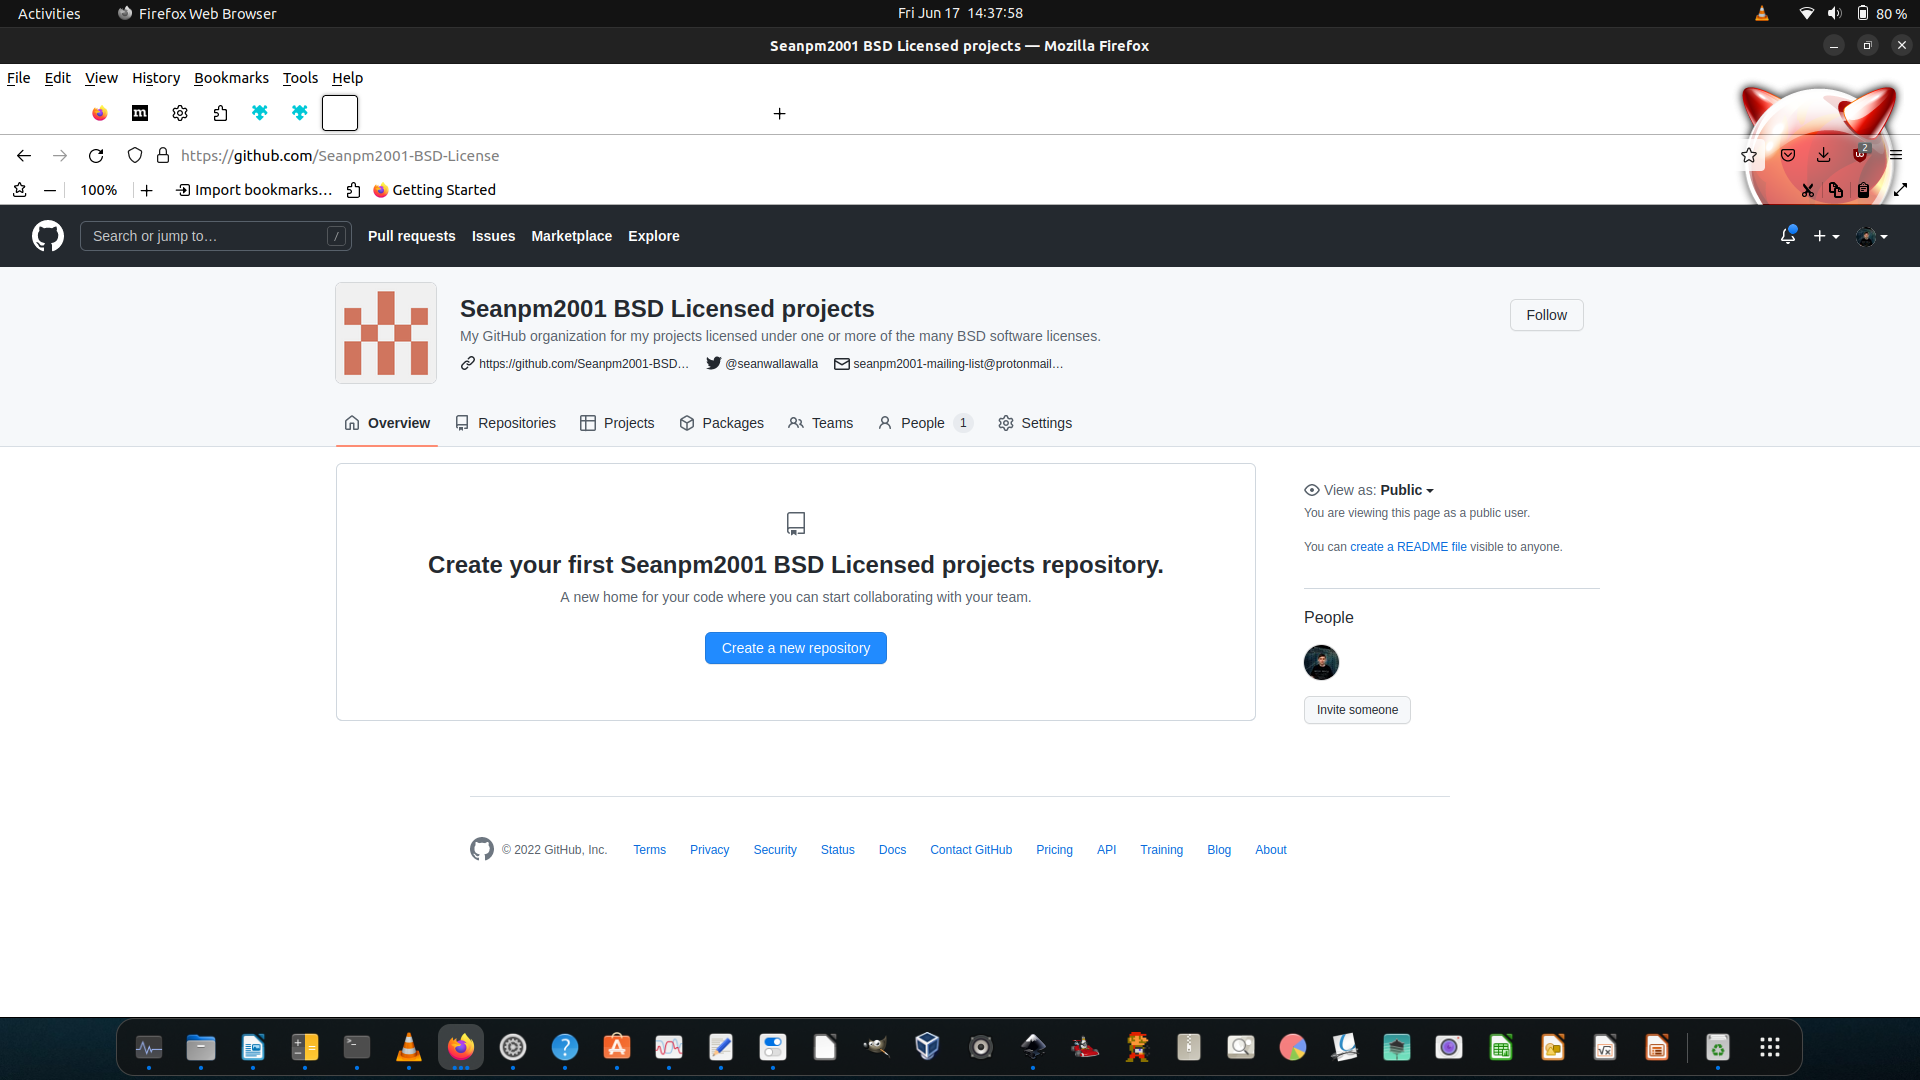 Activities
Firefox Web Browser
Fri Jun 17 14:37:58
80 %
Seanpm2001 BSD Licensed projects — Mozilla Firefox
File Edit View History Bookmarks Tools Help
m
https://github.com/Seanpm2001-BSD-License
2
100%
Import bookmarks…
Getting Started
Search or jump to…
/
Pull requests
Issues
Marketplace
Explore
Seanpm2001 BSD Licensed projects
Follow
My GitHub organization for my projects licensed under one or more of the many BSD software licenses.
https://github.com/Seanpm2001-BSD…
@seanwallawalla
seanpm2001-mailing-list@protonmail…
Overview
Repositories
Projects
Packages
Teams
People 1
Settings
Create your first Seanpm2001 BSD Licensed projects repository.
A new home for your code where you can start collaborating with your team.
Create a new repository
View as: Public
You are viewing this page as a public user.
You can create a README file visible to anyone.
People
Invite someone
© 2022 GitHub, Inc.
Terms
Privacy
Security
Status
Docs
Contact GitHub
Pricing
API
Training
Blog
About